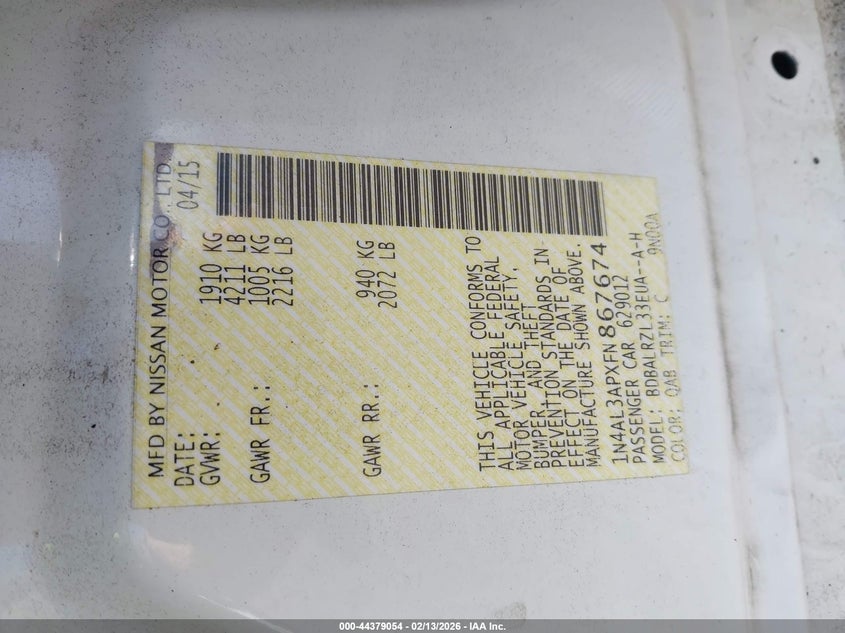 MFD BY NISSAN MOTOR CO., LTD.
DATE: 04/15
GVWR: 1910 KG
4211 LB
GAWR FR.: 1005 KG
2216 LB
GAWR RR.: 940 KG
2072 LB
THIS VEHICLE CONFORMS TO
ALL APPLICABLE FEDERAL
MOTOR VEHICLE SAFETY,
BUMPER, AND THEFT
PREVENTION STANDARDS IN
EFFECT ON THE DATE OF
MANUFACTURE SHOWN ABOVE.
1N4AL3APXFN867674
PASSENGER CAR 629012
MODEL: BDBALRZL33EUA--A-H
COLOR: QAB TRIM: C 9N00A
000-44379054 - 02/13/2026 - IAA Inc.